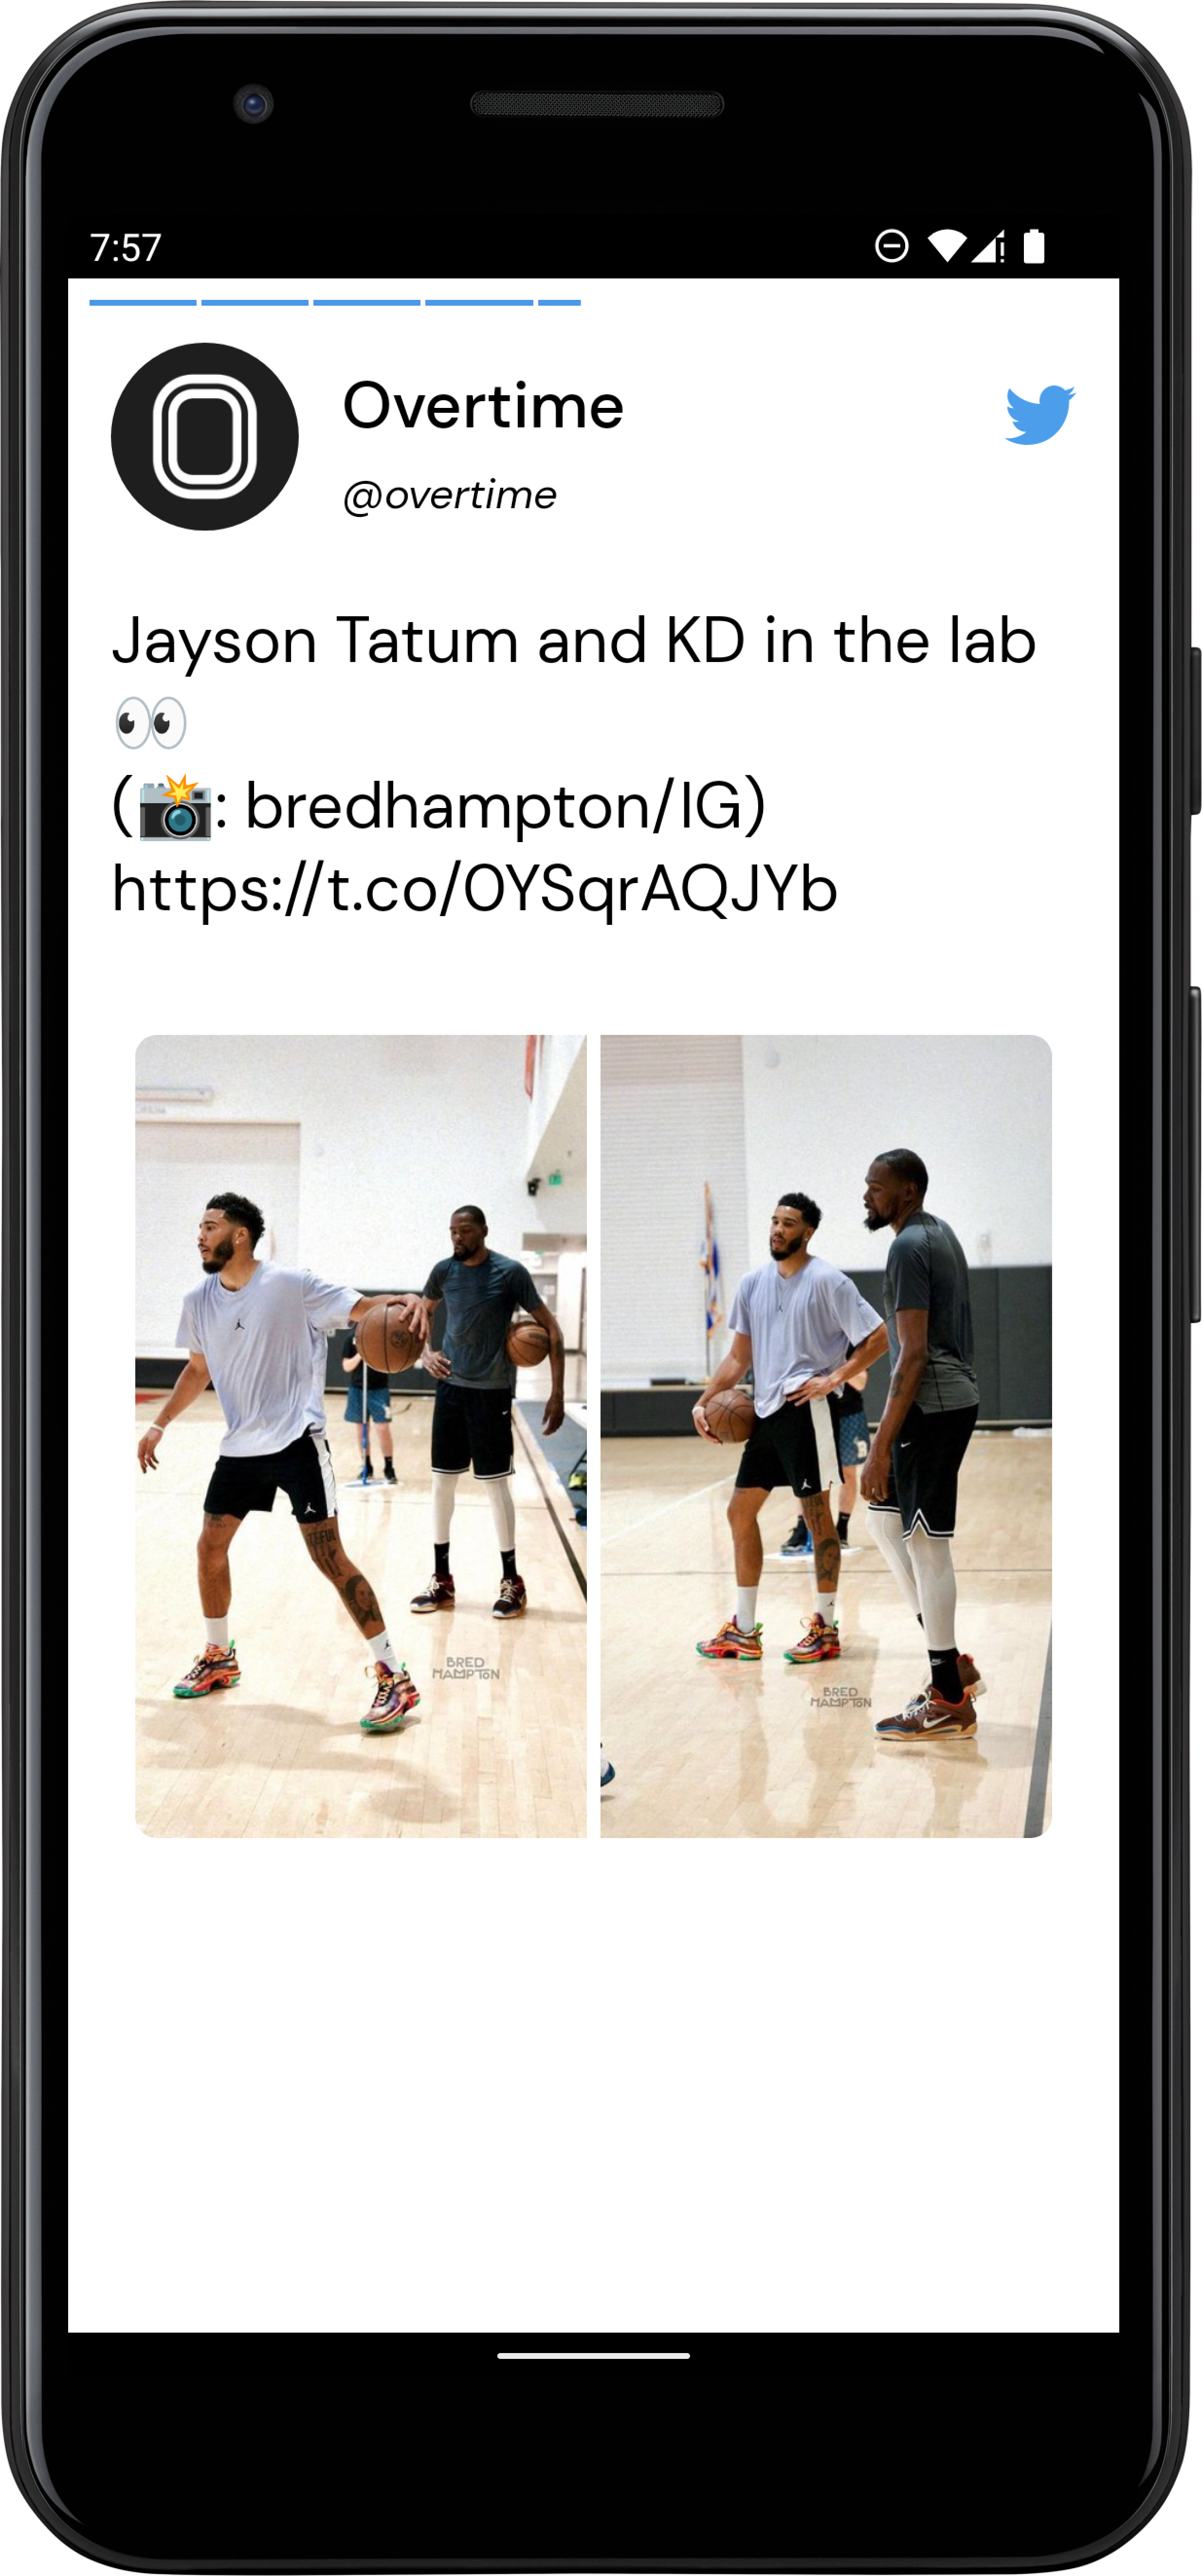 7:57
Overtime
@overtime
Jayson Tatum and KD in the lab
👀
(📸: bredhampton/IG)
https://t.co/0YSqrAQJYb
BRED
HAMPTON
BRED
HAMPTON